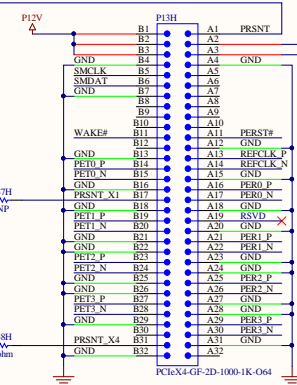 P12V P13H
B1 A1 PRSNT
B2 A2
B3 A3
GND B4 A4 GND
SMCLK B5 A5
SMDAT B6 A6
GND B7 A7
B8 A8
B9 A9
B10 A10
WAKE# B11 A11 PERST#
B12 A12 GND
GND B13 A13 REFCLK_P
PET0_P B14 A14 REFCLK_N
PET0_N B15 A15 GND
GND B16 A16 PER0_P
7H PRSNT_X1 B17 A17 PER0_N
NP GND B18 A18 GND
PET1_P B19 A19 RSVD
PET1_N B20 A20 GND
GND B21 A21 PER1_P
GND B22 A22 PER1_N
PET2_P B23 A23 GND
PET2_N B24 A24 GND
GND B25 A25 PER2_P
GND B26 A26 PER2_N
PET3_P B27 A27 GND
PET3_N B28 A28 GND
GND B29 A29 PER3_P
B30 A30 PER3_N
8H PRSNT_X4 B31 A31 GND
ohm GND B32 A32
PCIeX4-GF-2D-1000-1K-O64